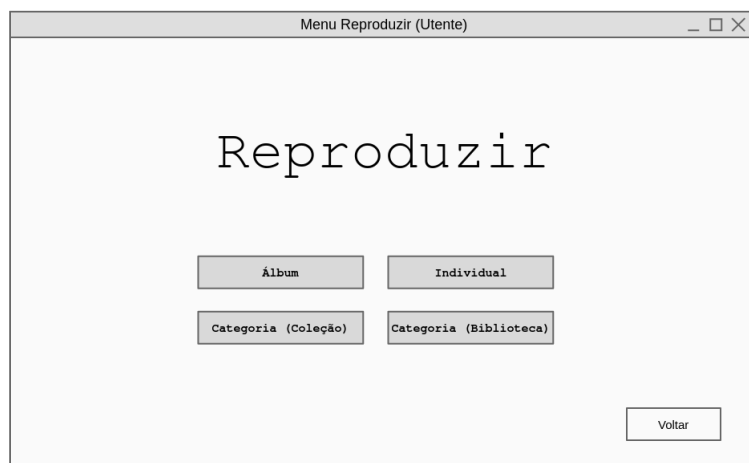 Menu Reproduzir (Utente)
Reproduzir
Álbum
Individual
Categoria (Coleção)
Categoria (Biblioteca)
Voltar